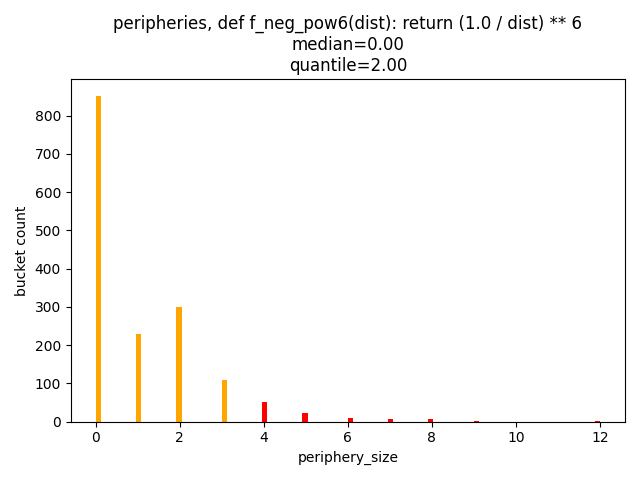 peripheries, def f_neg_pow6(dist): return (1.0 / dist) ** 6
median=0.00
quantile=2.00
800
700
600
500
400
300
200
100
0
bucket count
0 2 4 6 8 10 12
periphery_size